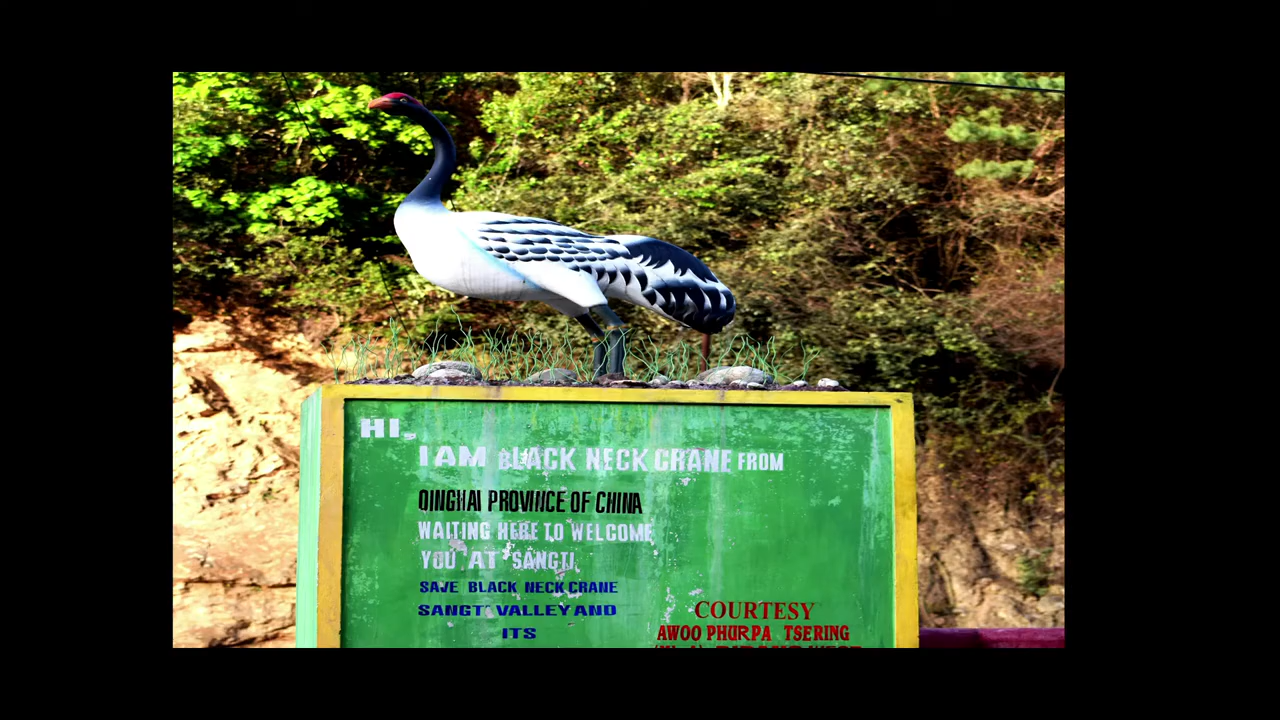 HI,
I AM BLACK NECK CRANE FROM
QINGHAI PROVINCE OF CHINA
WAITING HERE TO WELCOME
YOU AT SANGTI,
SAVE BLACK NECK CRANE
SANGTI VALLEY AND
ITS
COURTESY
AWOO PHURPA TSERING